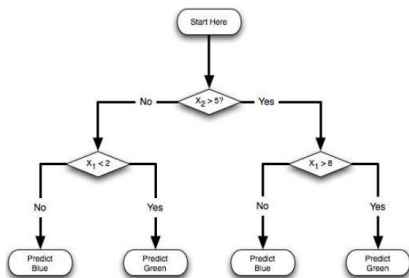 Start Here
X₂ > 5?
No
Yes
X₁ < 2
X₁ > 8
No
Yes
No
Yes
Predict
Blue
Predict
Green
Predict
Blue
Predict
Green